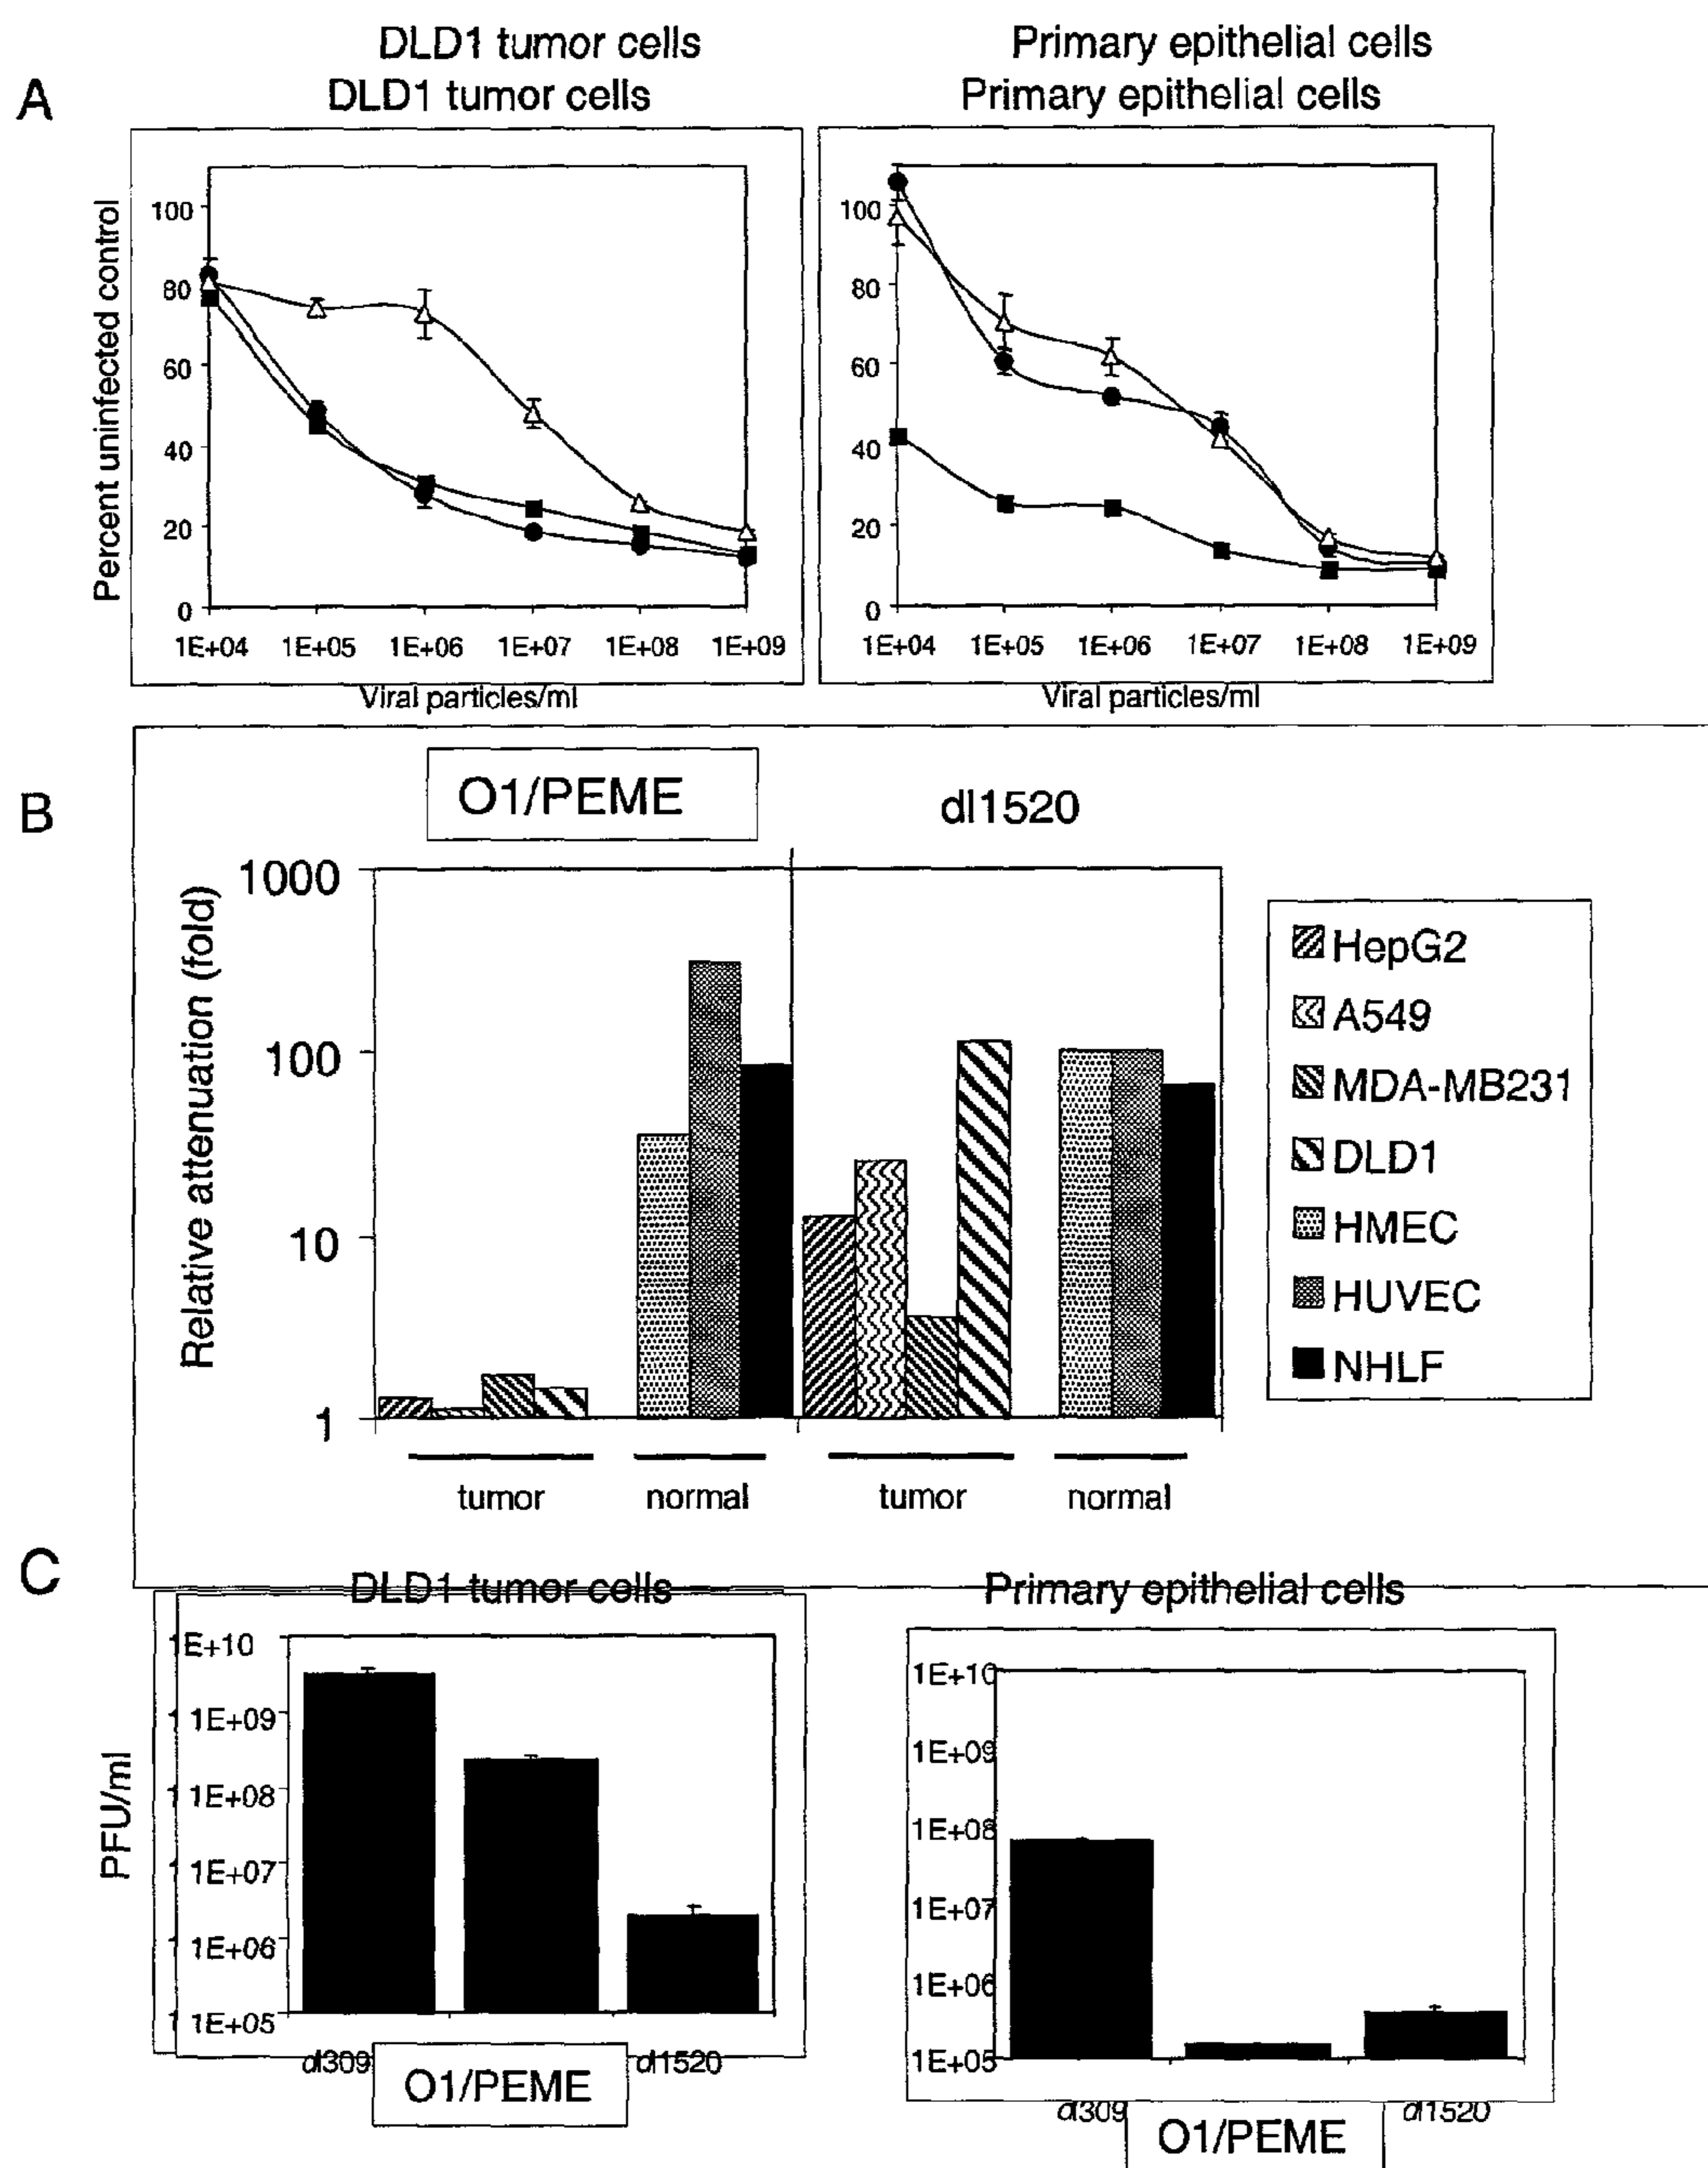 DLD1 tumor cells
DLD1 tumor cells
Primary epithelial cells
Primary epithelial cells
A
Percent uninfected control
100
80
60
40
20
0
1E+04 1E+05 1E+06 1E+07 1E+08 1E+09
Viral particles/ml
100
80
60
40
20
0
1E+04 1E+05 1E+06 1E+07 1E+08 1E+09
Viral particles/ml
B
O1/PEME
dl1520
Relative attenuation (fold)
1000
100
10
1
tumor normal tumor normal
HepG2
A549
MDA-MB231
DLD1
HMEC
HUVEC
NHLF
C
DLD1 tumor cells
PFU/ml
1E+10
1E+09
1E+08
1E+07
1E+06
1E+05
dl309 O1/PEME dl1520
Primary epithelial cells
1E+10
1E+09
1E+08
1E+07
1E+06
1E+05
dl309 O1/PEME dl1520